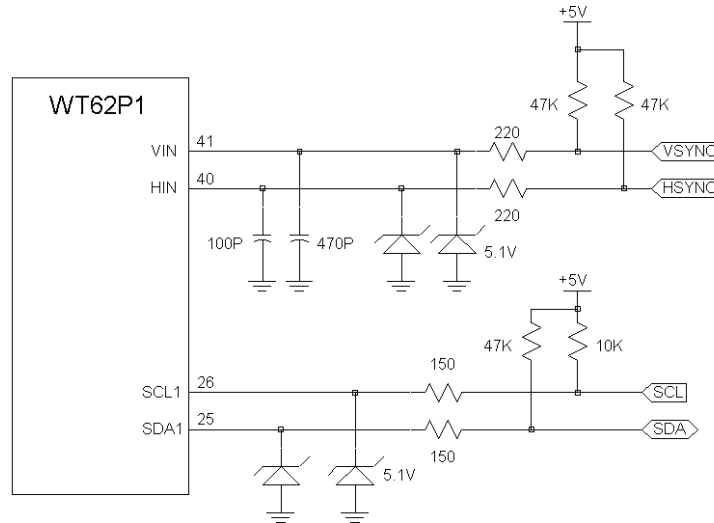 +5V
WT62P1
47K 47K
41 220
VIN VSYNC
40
HIN HSYNC
220
100P 470P 5.1V
+5V
47K 10K
150
26
SCL1 SCL
25
SDA1 SDA
150
5.1V